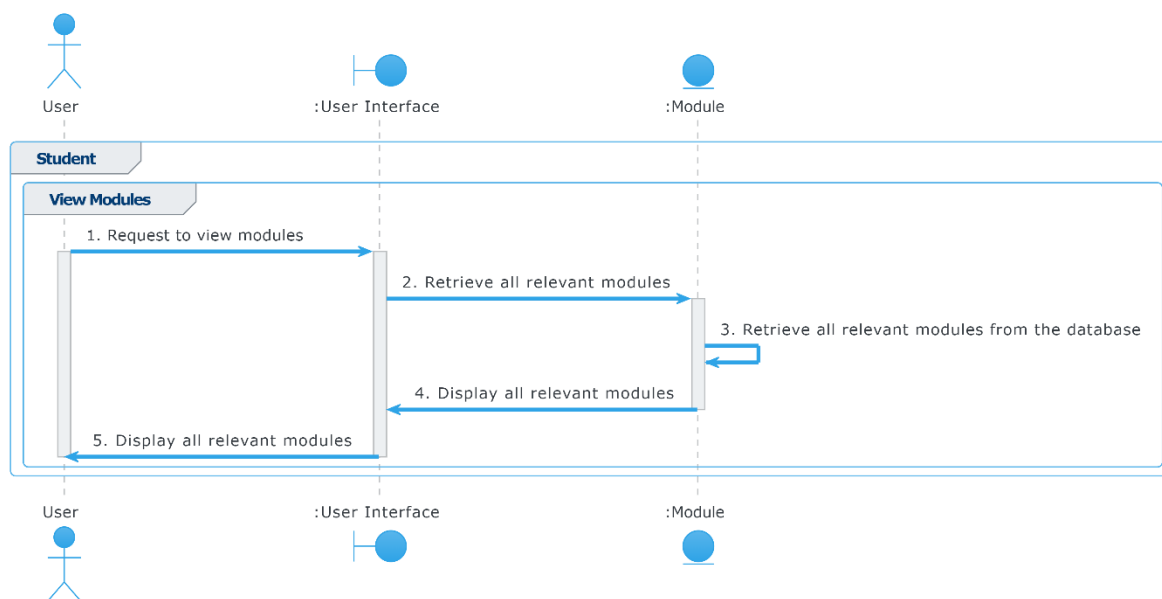 User
:User Interface
:Module
Student
View Modules
1. Request to view modules
2. Retrieve all relevant modules
3. Retrieve all relevant modules from the database
4. Display all relevant modules
5. Display all relevant modules
User
:User Interface
:Module